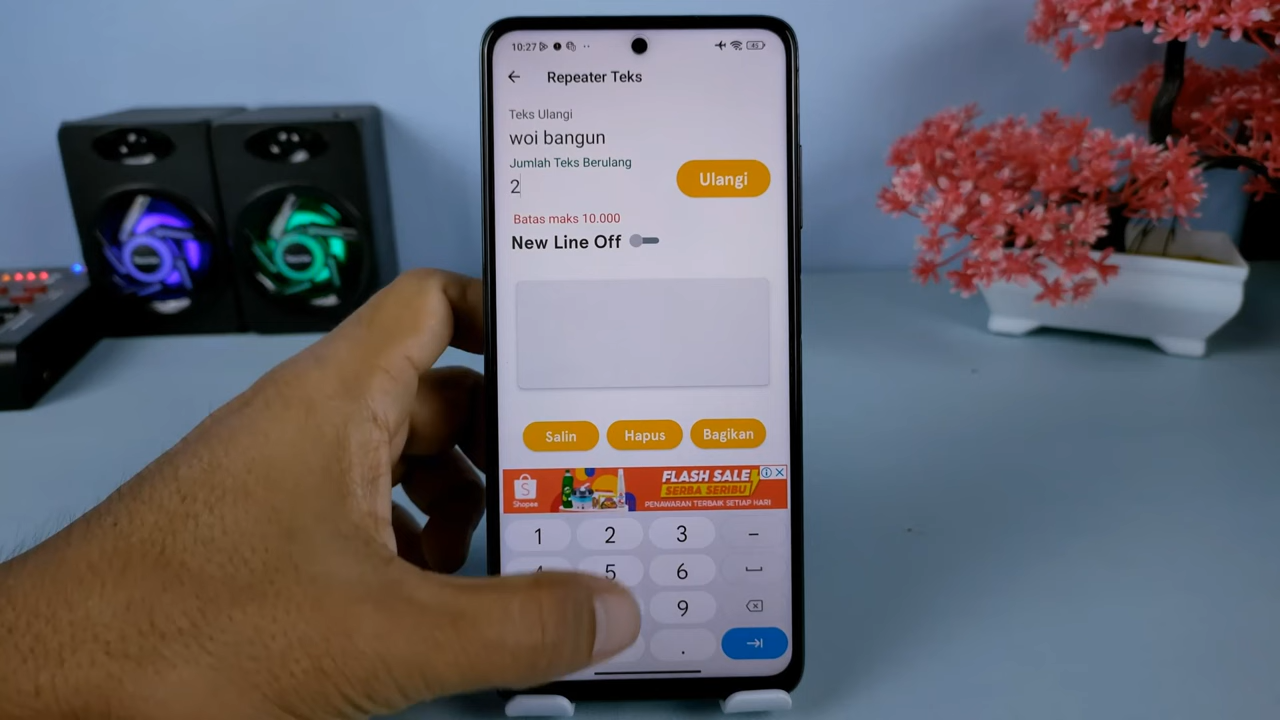 10:27
45
Repeater Teks
Teks Ulangi
woi bangun
Jumlah Teks Berulang
2
Ulangi
Batas maks 10.000
New Line Off
Salin
Hapus
Bagikan
Shopee
FLASH SALE
SERBA SERIBU
PENAWARAN TERBAIK SETIAP HARI
1 2 3 -
4 5 6
9
.